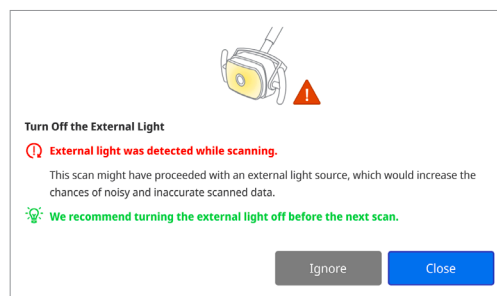 Turn Off the External Light
External light was detected while scanning.
This scan might have proceeded with an external light source, which would increase the
chances of noisy and inaccurate scanned data.
We recommend turning the external light off before the next scan.
Ignore
Close